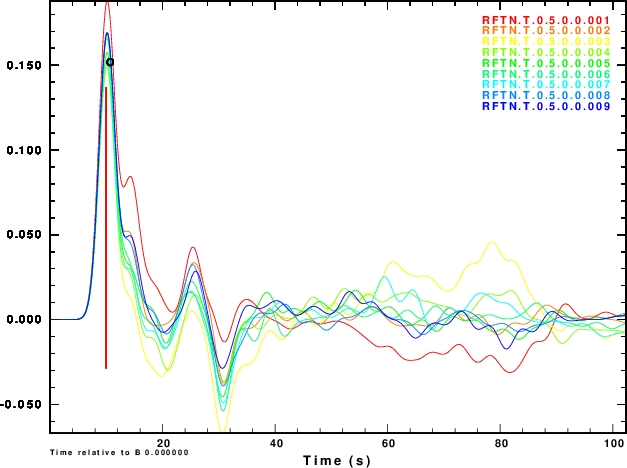 RFTN.T.0.5.0.0.001
RFTN.T.0.5.0.0.002
RFTN.T.0.5.0.0.003
RFTN.T.0.5.0.0.004
RFTN.T.0.5.0.0.005
RFTN.T.0.5.0.0.006
RFTN.T.0.5.0.0.007
RFTN.T.0.5.0.0.008
RFTN.T.0.5.0.0.009
0.150
0.100
0.050
0.000
-0.050
20 40 60 80 100
Time relative to B 0.000000
Time (s)